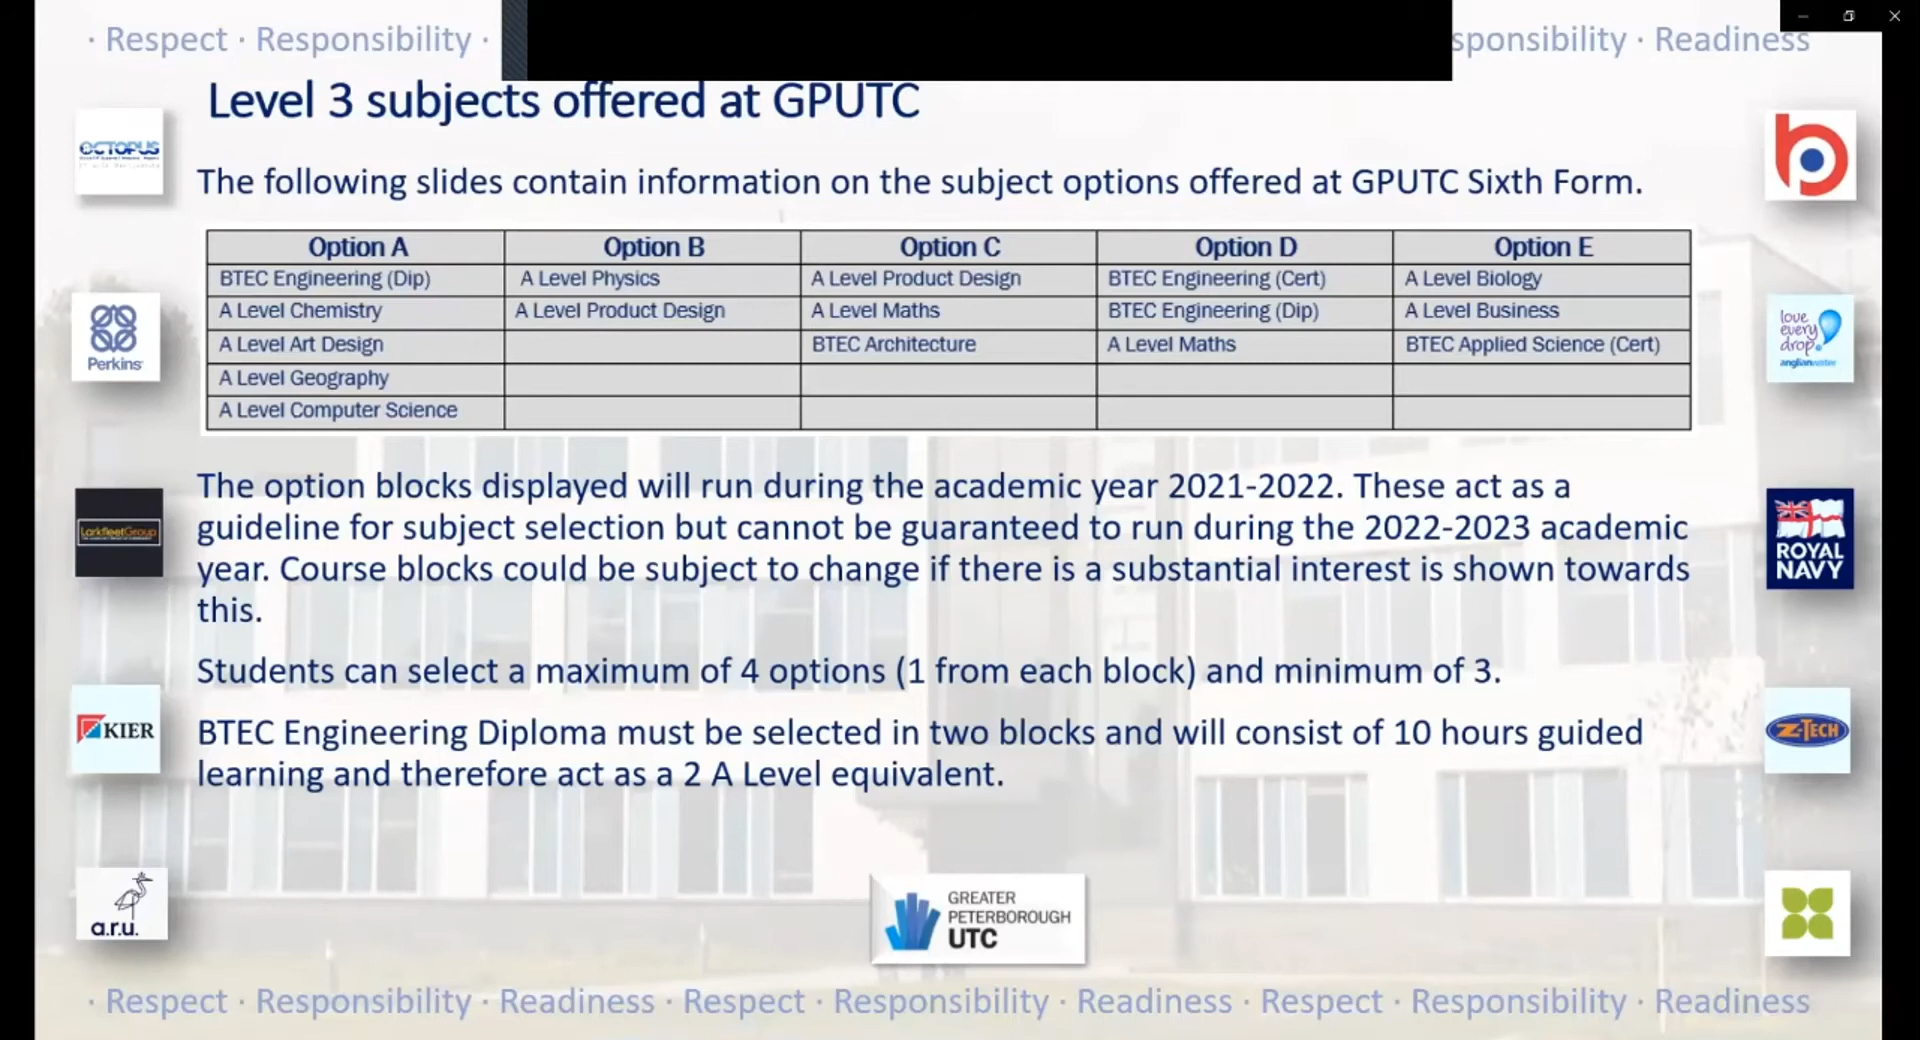 · Respect · Responsibility ·
sponsibility · Readiness
Level 3 subjects offered at GPUTC
OCTOPUS
The following slides contain information on the subject options offered at GPUTC Sixth Form.
Option A Option B Option C Option D Option E
BTEC Engineering (Dip) A Level Physics A Level Product Design BTEC Engineering (Cert) A Level Biology
A Level Chemistry A Level Product Design A Level Maths BTEC Engineering (Dip) A Level Business
A Level Art Design BTEC Architecture A Level Maths BTEC Applied Science (Cert)
A Level Geography
A Level Computer Science
Perkins
love
every
drop.
anglianwater
The option blocks displayed will run during the academic year 2021-2022. These act as a
guideline for subject selection but cannot be guaranteed to run during the 2022-2023 academic
year. Course blocks could be subject to change if there is a substantial interest is shown towards
this.
LarkfleetGroup
ROYAL
NAVY
Students can select a maximum of 4 options (1 from each block) and minimum of 3.
KIER
Z-TECH
BTEC Engineering Diploma must be selected in two blocks and will consist of 10 hours guided
learning and therefore act as a 2 A Level equivalent.
a.r.u.
GREATER
PETERBOROUGH
UTC
· Respect · Responsibility · Readiness · Respect · Responsibility · Readiness · Respect · Responsibility · Readiness